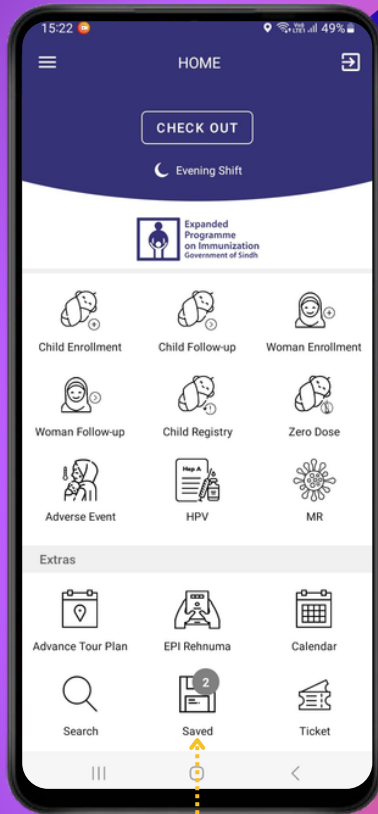 15:22 49%
HOME
CHECK OUT
Evening Shift
Expanded
Programme
on Immunization
Government of Sindh
Child Enrollment Child Follow-up Woman Enrollment
Woman Follow-up Child Registry Zero Dose
Hep A
Adverse Event HPV MR
Extras
Advance Tour Plan EPI Rehnuma Calendar
2
Search Saved Ticket